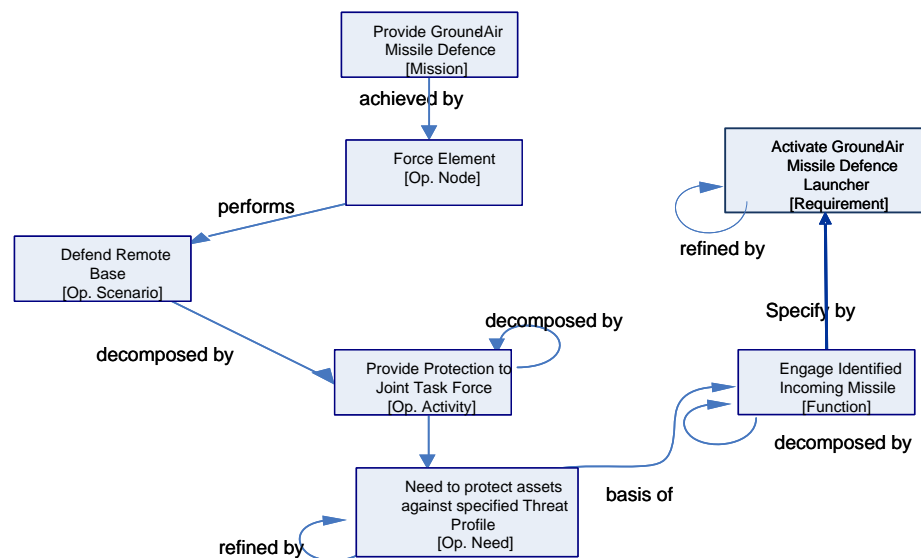 Provide GroundAir
Missile Defence
[Mission]
achieved by
Force Element
[Op. Node]
performs
Defend Remote
Base
[Op. Scenario]
decomposed by
decomposed by
Provide Protection to
Joint Task Force
[Op. Activity]
Need to protect assets
against specified Threat
Profile
[Op. Need]
refined by
basis of
Activate GroundAir
Missile Defence
Launcher
[Requirement]
refined by
Specify by
Engage Identified
Incoming Missile
[Function]
decomposed by